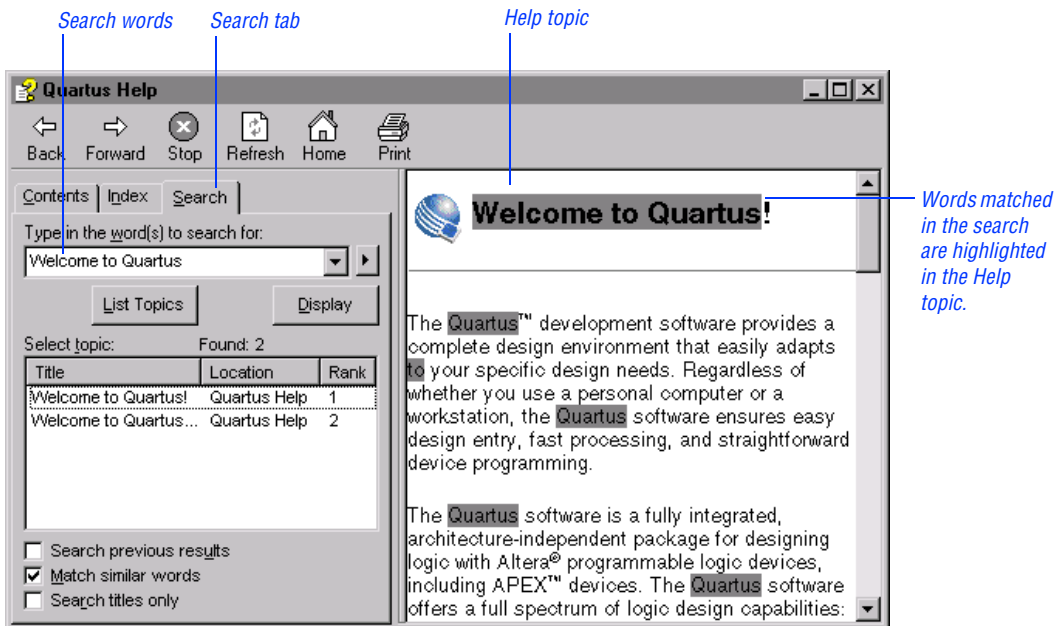 Search words
Search tab
Help topic
Quartus Help
Back Forward Stop Refresh Home Print
Contents Index Search
Type in the word(s) to search for:
Welcome to Quartus
List Topics Display
Select topic: Found: 2
Title Location Rank
Welcome to Quartus! Quartus Help 1
Welcome to Quartus... Quartus Help 2
Search previous results
Match similar words
Search titles only
Welcome to Quartus!
The Quartus™ development software provides a
complete design environment that easily adapts
to your specific design needs. Regardless of
whether you use a personal computer or a
workstation, the Quartus software ensures easy
design entry, fast processing, and straightforward
device programming.
The Quartus software is a fully integrated,
architecture-independent package for designing
logic with Altera® programmable logic devices,
including APEX™ devices. The Quartus software
offers a full spectrum of logic design capabilities:
Words matched
in the search
are highlighted
in the Help
topic.